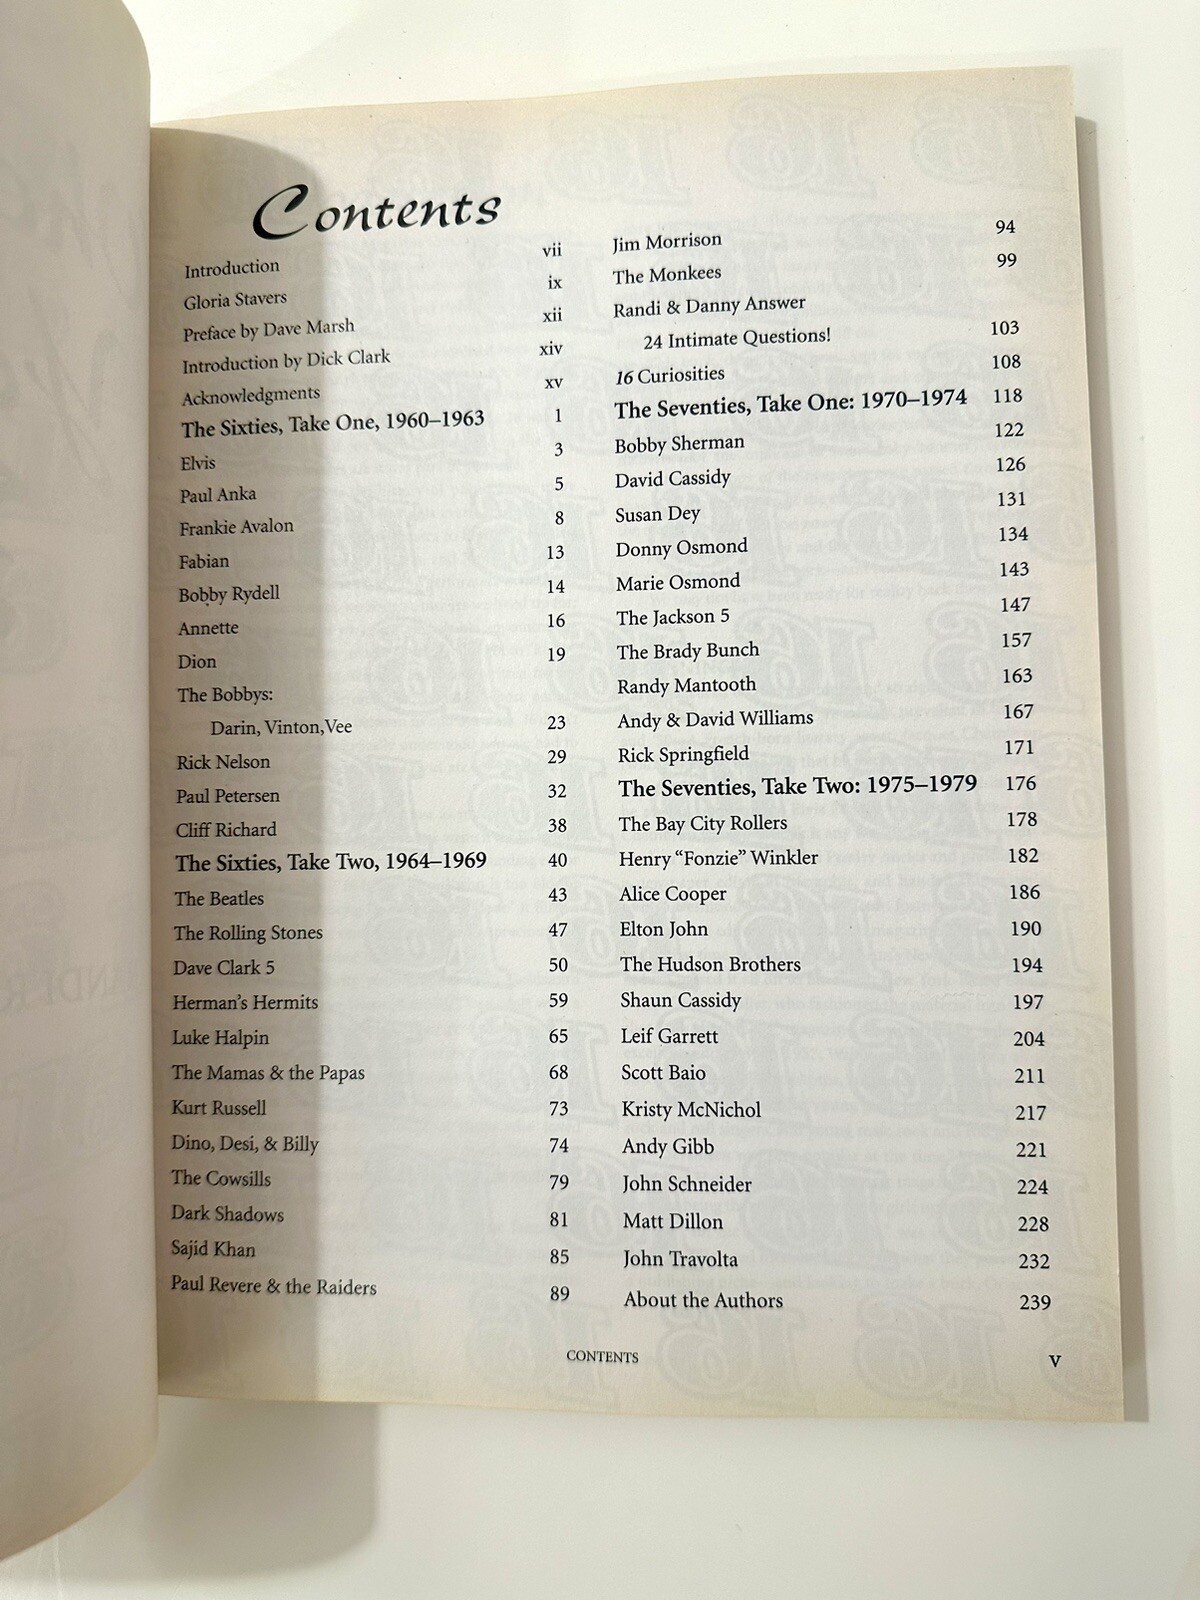 Contents
Introduction vii
Gloria Stavers ix
Preface by Dave Marsh xii
Introduction by Dick Clark xiv
Acknowledgments xv
The Sixties, Take One, 1960–1963 1
Elvis 3
Paul Anka 5
Frankie Avalon 8
Fabian 13
Bobby Rydell 14
Annette 16
Dion 19
The Bobbys:
Darin, Vinton,Vee 23
Rick Nelson 29
Paul Petersen 32
Cliff Richard 38
The Sixties, Take Two, 1964–1969 40
The Beatles 43
The Rolling Stones 47
Dave Clark 5 50
Herman's Hermits 59
Luke Halpin 65
The Mamas & the Papas 68
Kurt Russell 73
Dino, Desi, & Billy 74
The Cowsills 79
Dark Shadows 81
Sajid Khan 85
Paul Revere & the Raiders 89
Jim Morrison 94
The Monkees 99
Randi & Danny Answer
24 Intimate Questions! 103
16 Curiosities 108
The Seventies, Take One: 1970–1974 118
Bobby Sherman 122
David Cassidy 126
Susan Dey 131
Donny Osmond 134
Marie Osmond 143
The Jackson 5 147
The Brady Bunch 157
Randy Mantooth 163
Andy & David Williams 167
Rick Springfield 171
The Seventies, Take Two: 1975–1979 176
The Bay City Rollers 178
Henry “Fonzie” Winkler 182
Alice Cooper 186
Elton John 190
The Hudson Brothers 194
Shaun Cassidy 197
Leif Garrett 204
Scott Baio 211
Kristy McNichol 217
Andy Gibb 221
John Schneider 224
Matt Dillon 228
John Travolta 232
About the Authors 239
CONTENTS v